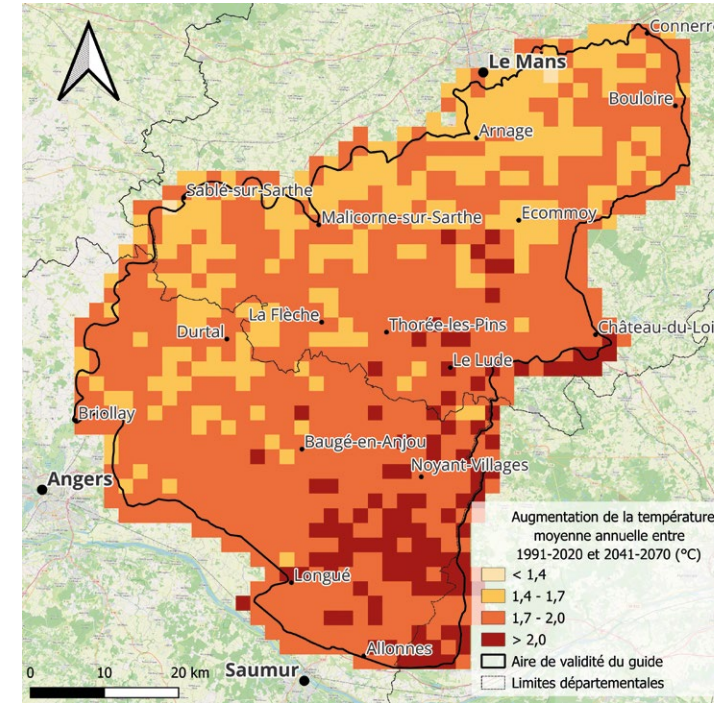 Connerr
Le Mans
Bouloire
Arnage
Sablé-sur-Sarthe
Malicorne-sur-Sarthe
Ecommoy
La Flèche
Thorée-les-Pins
Durtal
Château-du-Loi
Le Lude
Briollay
Baugé-en-Anjou
Noyant-Villages
Angers
Longué
Allonnes
Saumur
0 10 20 km
Augmentation de la température
moyenne annuelle entre
1991-2020 et 2041-2070 (°C)
< 1,4
1,4 - 1,7
1,7 - 2,0
> 2,0
Aire de validité du guide
Limites départementales